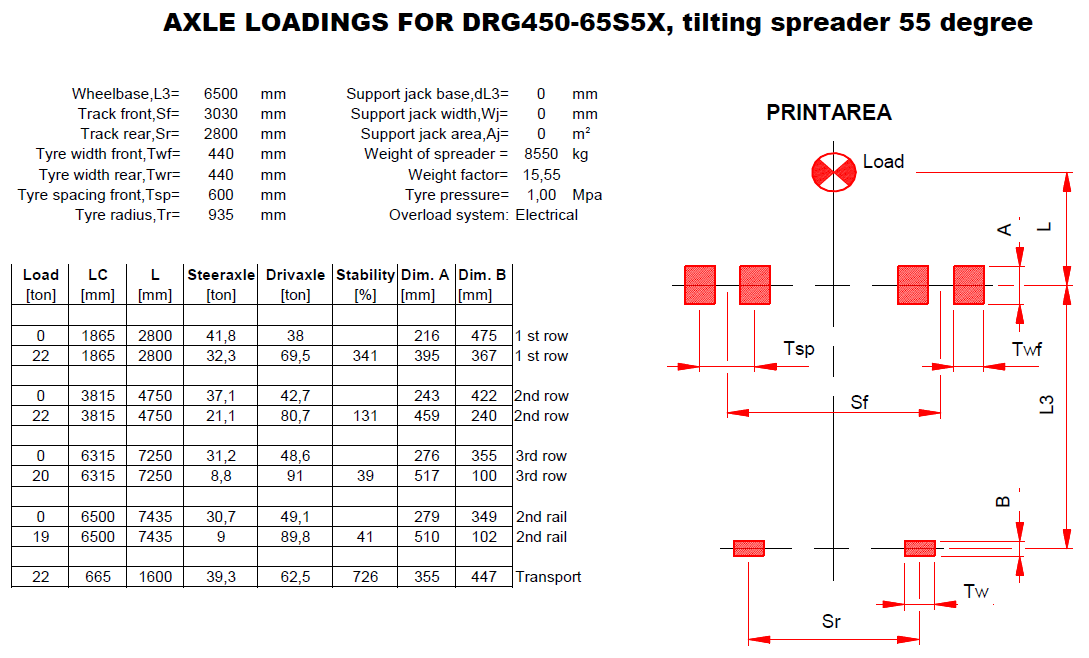 AXLE LOADINGS FOR DRG450-65S5X, tilting spreader 55 degree
Wheelbase,L3= 6500 mm Support jack base,dL3= 0 mm
Track front,Sf= 3030 mm Support jack width,Wj= 0 mm
Track rear,Sr= 2800 mm Support jack area,Aj= 0 m²
Tyre width front,Twf= 440 mm Weight of spreader = 8550 kg
Tyre width rear,Twr= 440 mm Weight factor= 15,55
Tyre spacing front,Tsp= 600 mm Tyre pressure= 1,00 Mpa
Tyre radius,Tr= 935 mm Overload system: Electrical
Load LC L Steeraxle Drivaxle Stability Dim. A Dim. B
[ton] [mm] [mm] [ton] [ton] [%] [mm] [mm]
0 1865 2800 41,8 38 216 475 1 st row
22 1865 2800 32,3 69,5 341 395 367 1 st row
0 3815 4750 37,1 42,7 243 422 2nd row
22 3815 4750 21,1 80,7 131 459 240 2nd row
0 6315 7250 31,2 48,6 276 355 3rd row
20 6315 7250 8,8 91 39 517 100 3rd row
0 6500 7435 30,7 49,1 279 349 2nd rail
19 6500 7435 9 89,8 41 510 102 2nd rail
22 665 1600 39,3 62,5 726 355 447 Transport
PRINTAREA
Load
A
L
Tsp
Twf
Sf
L3
B
Tw
Sr